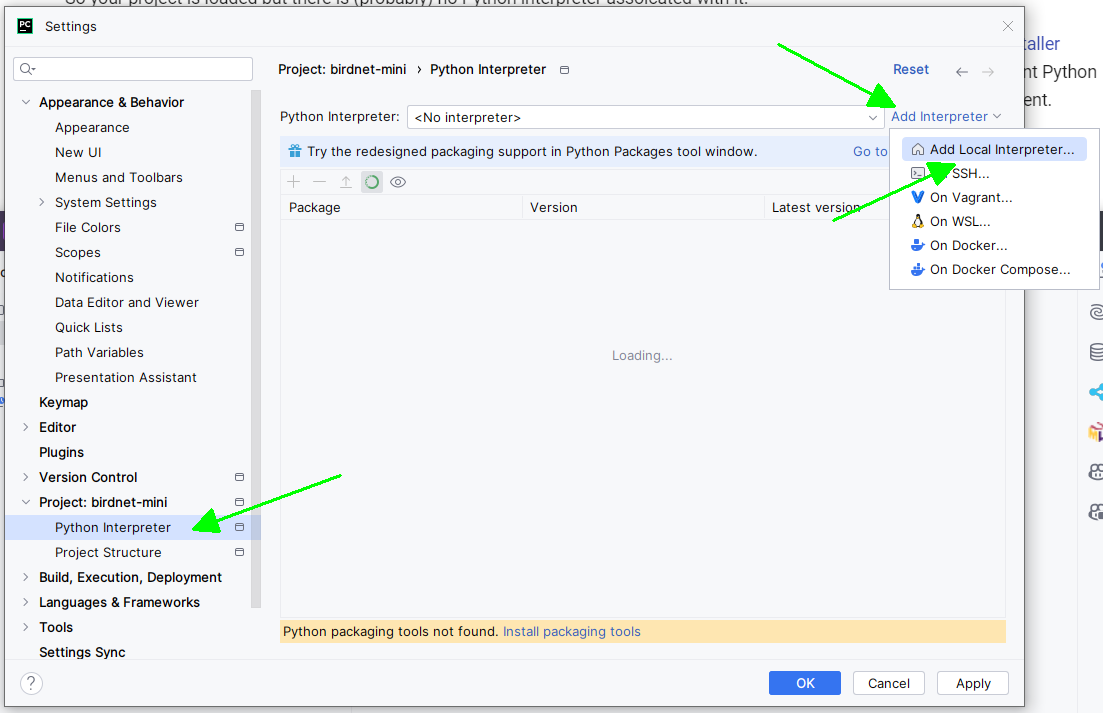 So your project is loaded but there is (probably) no Python interpreter associated with it.
PC
Settings
taller
nt Python
ent.
Project: birdnet-mini › Python Interpreter
Reset
Appearance & Behavior
Appearance
New UI
Menus and Toolbars
System Settings
File Colors
Scopes
Notifications
Data Editor and Viewer
Quick Lists
Path Variables
Presentation Assistant
Keymap
Editor
Plugins
Version Control
Project: birdnet-mini
Python Interpreter
Project Structure
Build, Execution, Deployment
Languages & Frameworks
Tools
Settings Sync
Python Interpreter:
<No interpreter>
Add Interpreter
Try the redesigned packaging support in Python Packages tool window.
Go to
Add Local Interpreter...
SSH...
On Vagrant...
On WSL...
On Docker...
On Docker Compose...
Package
Version
Latest version
Loading...
Python packaging tools not found. Install packaging tools
?
OK
Cancel
Apply